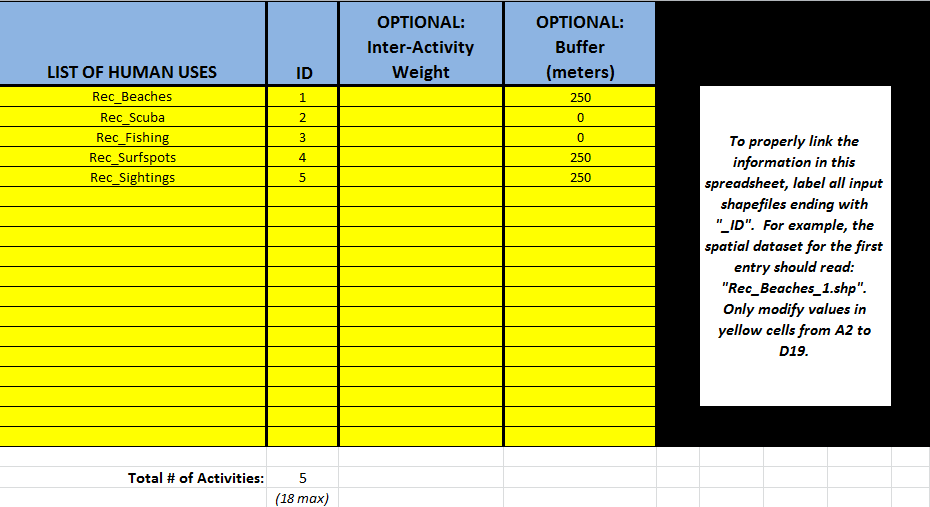 OPTIONAL: OPTIONAL:
Inter-Activity Buffer
LIST OF HUMAN USES ID Weight (meters)
Rec_Beaches 1 250
Rec_Scuba 2 0
Rec_Fishing 3 0
Rec_Surfspots 4 250
Rec_Sightings 5 250
To properly link the
information in this
spreadsheet, label all input
shapefiles ending with
"_ID". For example, the
spatial dataset for the first
entry should read:
"Rec_Beaches_1.shp".
Only modify values in
yellow cells from A2 to
D19.
Total # of Activities: 5
(18 max)